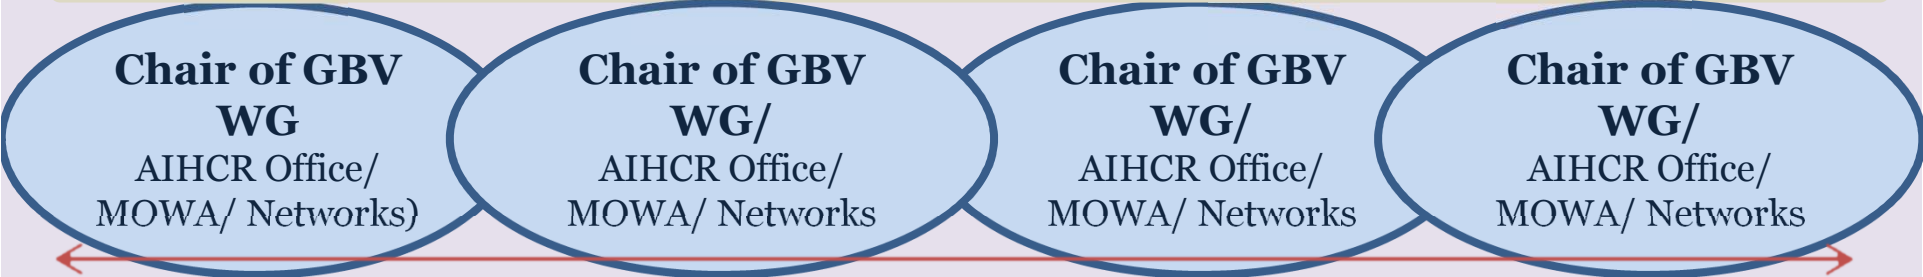 Chair of GBV
WG
AIHCR Office/
MOWA/ Networks)
Chair of GBV
WG/
AIHCR Office/
MOWA/ Networks
Chair of GBV
WG/
AIHCR Office/
MOWA/ Networks
Chair of GBV
WG/
AIHCR Office/
MOWA/ Networks